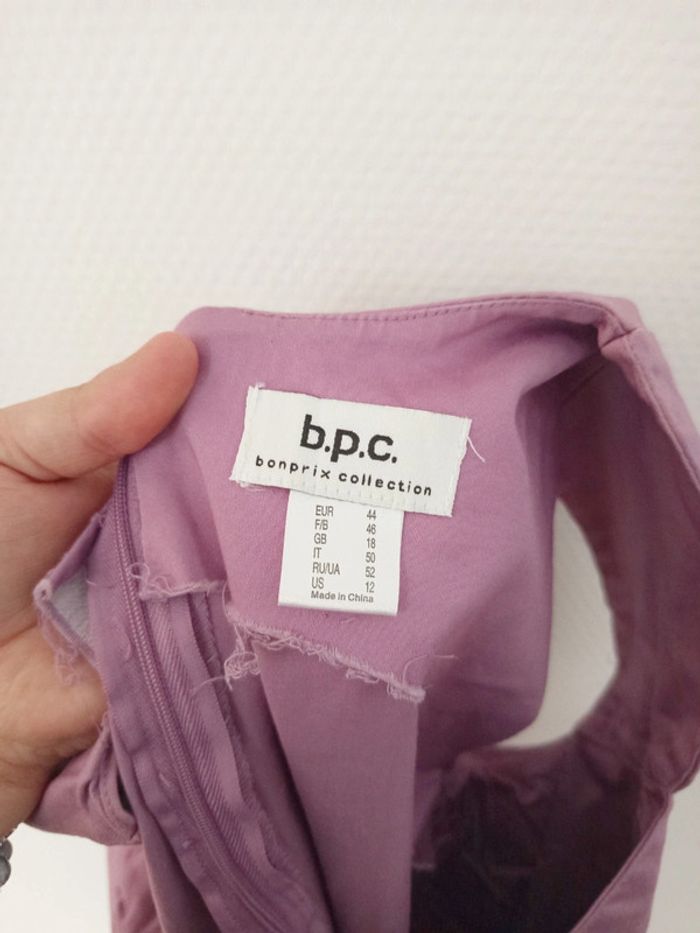 b.p.c.
bonprix collection
EUR 44
F/B 46
GB 18
IT 50
RU/UA 52
US 12
Made in China